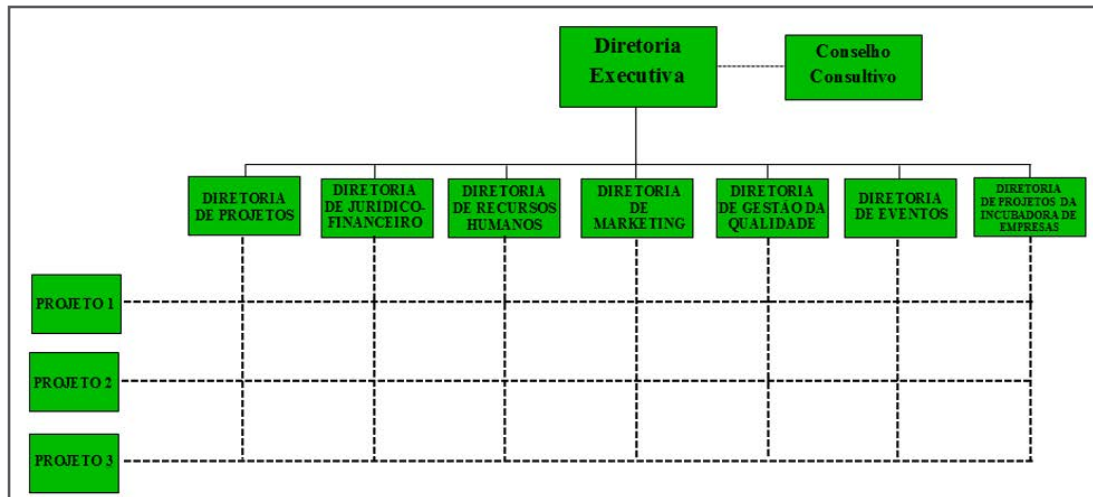 Diretoria
Executiva
Conselho
Consultivo
DIRETORIA
DE PROJETOS
DIRETORIA
DE JURIDICO-
FINANCEIRO
DIRETORIA
DE RECURSOS
HUMANOS
DIRETORIA
DE
MARKETING
DIRETORIA
DE GESTÃO DA
QUALIDADE
DIRETORIA
DE EVENTOS
DIRETORIA
DE PROJETOS DA
INCUBADORA DE
EMPRESAS
PROJETO 1
PROJETO 2
PROJETO 3